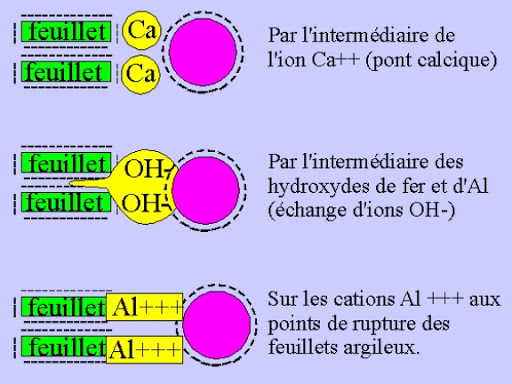 feuillet Ca
feuillet Ca
Par l'intermédiaire de
l'ion Ca++ (pont calcique)
feuillet OH-
feuillet OH-
Par l'intermédiaire des
hydroxydes de fer et d'Al
(échange d'ions OH-)
feuillet Al+++
feuillet Al+++
Sur les cations Al +++ aux
points de rupture des
feuillets argileux.